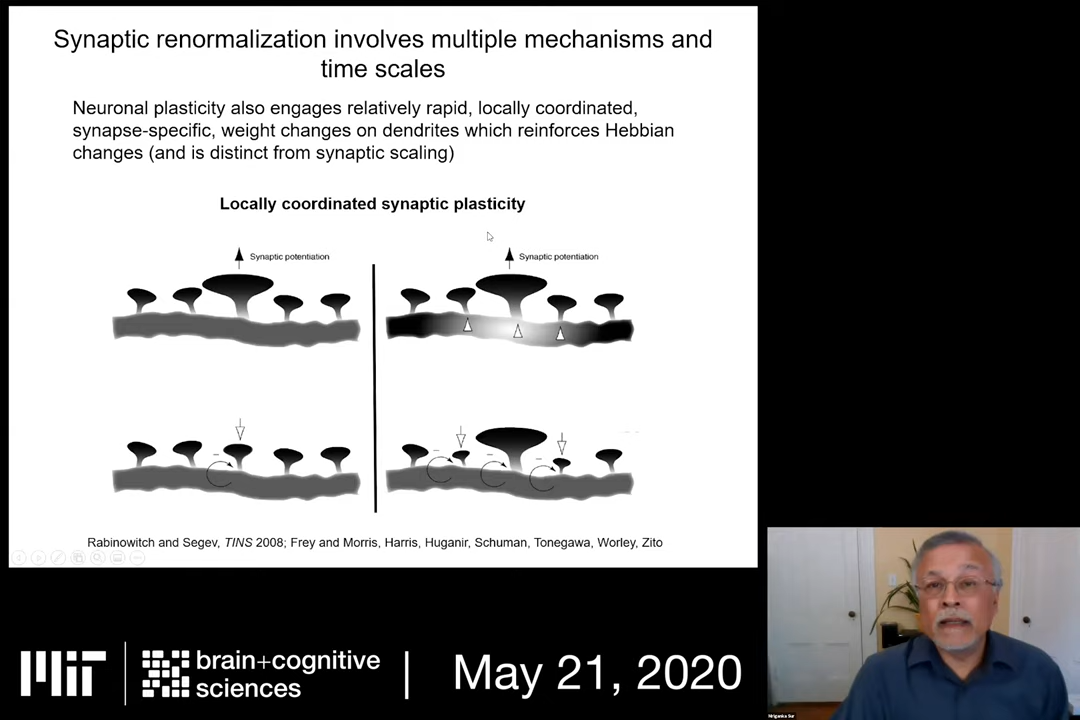 Synaptic renormalization involves multiple mechanisms and
time scales
Neuronal plasticity also engages relatively rapid, locally coordinated,
synapse-specific, weight changes on dendrites which reinforces Hebbian
changes (and is distinct from synaptic scaling)
Locally coordinated synaptic plasticity
Synaptic potentiation
Synaptic potentiation
Rabinowitch and Segev, TINS 2008; Frey and Morris, Harris, Huganir, Schuman, Tonegawa, Worley, Zito
MIT
brain+cognitive
sciences
May 21, 2020
Mriganka Sur